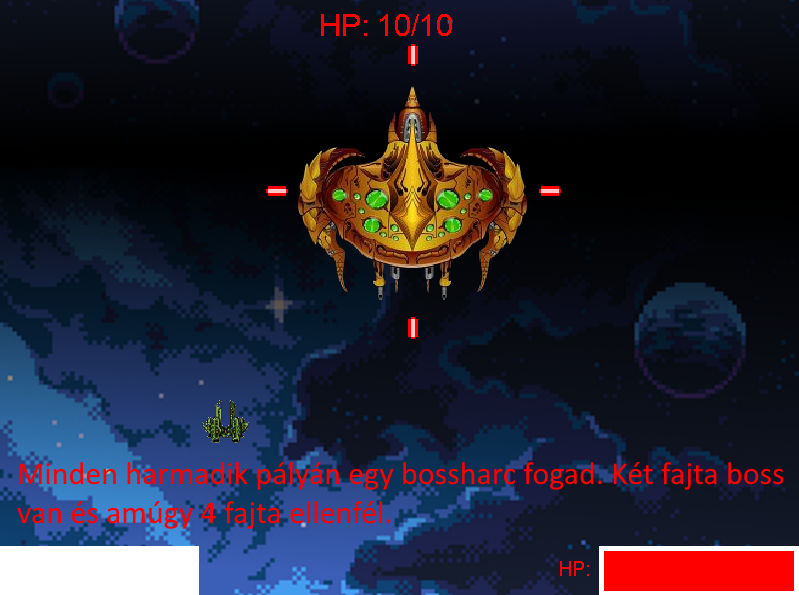 HP: 10/10
Minden harmadik pályán egy bossharc fogad. Két fajta boss
van és amúgy 4 fajta ellenfél.
HP: